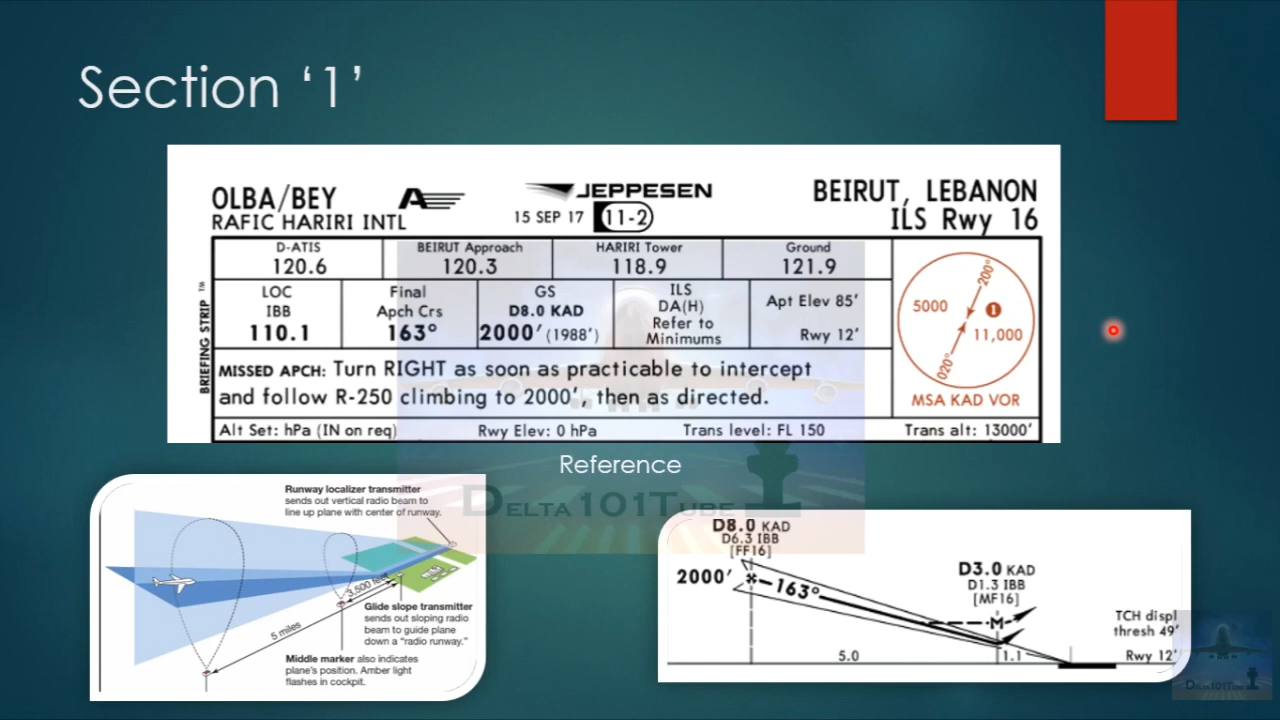 Section ‘1’
OLBA/BEY
RAFIC HARIRI INTL
JEPPESEN
15 SEP 17 11-2
BEIRUT, LEBANON
ILS Rwy 16
BRIEFING STRIP ™
D-ATIS
120.6
BEIRUT Approach
120.3
HARIRI Tower
118.9
Ground
121.9
LOC
IBB
110.1
Final
Apch Crs
163°
GS
D8.0 KAD
2000′ (1988′)
ILS
DA(H)
Refer to
Minimums
Apt Elev 85′
Rwy 12′
200°
5000
1
11,000
020°
MSA KAD VOR
MISSED APCH: Turn RIGHT as soon as practicable to intercept
and follow R-250 climbing to 2000′, then as directed.
Alt Set: hPa (IN on req) Rwy Elev: 0 hPa Trans level: FL 150 Trans alt: 13000′
Reference
DELTA101TUBE
Runway localizer transmitter
sends out vertical radio beam to
line up plane with center of runway.
3,500 feet
5 miles
Glide slope transmitter
sends out sloping radio
beam to guide plane
down a “radio runway.”
Middle marker also indicates
plane’s position. Amber light
flashes in cockpit.
D8.0 KAD
D6.3 IBB
[FF16]
2000′
163°
D3.0 KAD
D1.3 IBB
[MF16]
M
TCH displ
thresh 49′
5.0
1.1
Rwy 12′
DELTA101TUBE